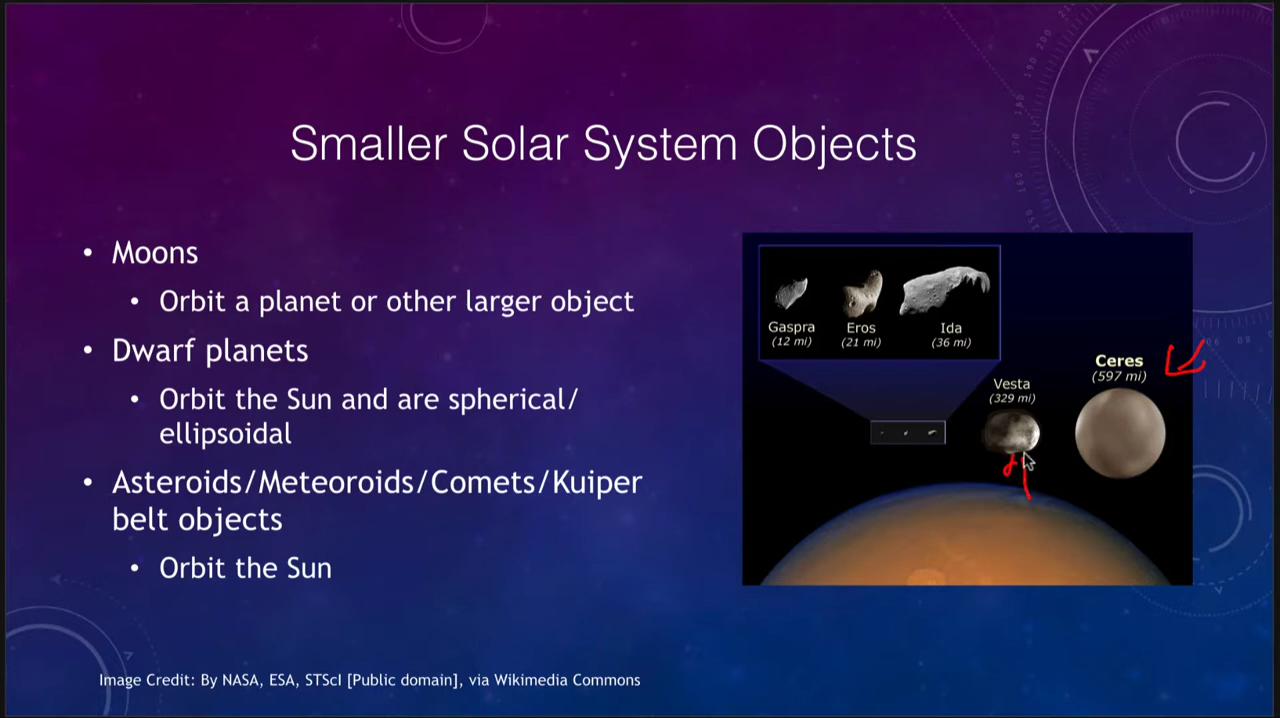 Smaller Solar System Objects
• Moons
• Orbit a planet or other larger object
• Dwarf planets
• Orbit the Sun and are spherical/
ellipsoidal
• Asteroids/Meteoroids/Comets/Kuiper
belt objects
• Orbit the Sun
Gaspra
(12 mi)
Eros
(21 mi)
Ida
(36 mi)
Vesta
(329 mi)
Ceres
(597 mi)
Image Credit: By NASA, ESA, STScI [Public domain], via Wikimedia Commons